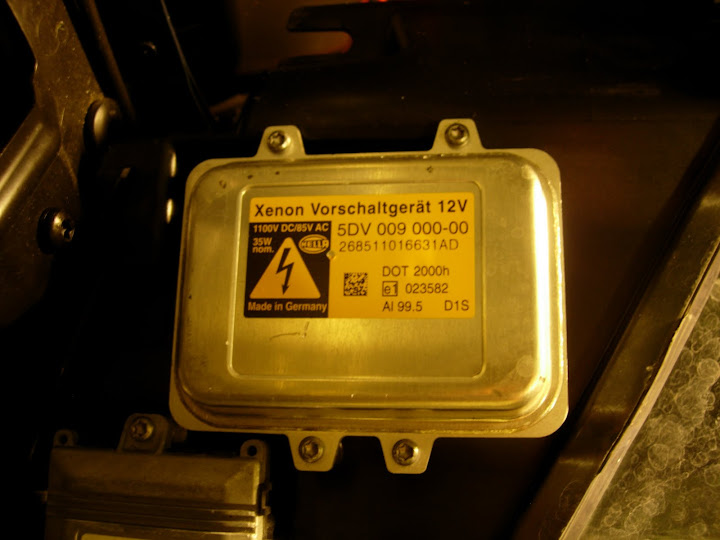 Xenon Vorschaltgerät 12V
1100V DC/85V AC
35W
nom.
HELLA
Made in Germany
5DV 009 000-00
268511016631AD
DOT 2000h
e1 023582
Al 99.5 D1S